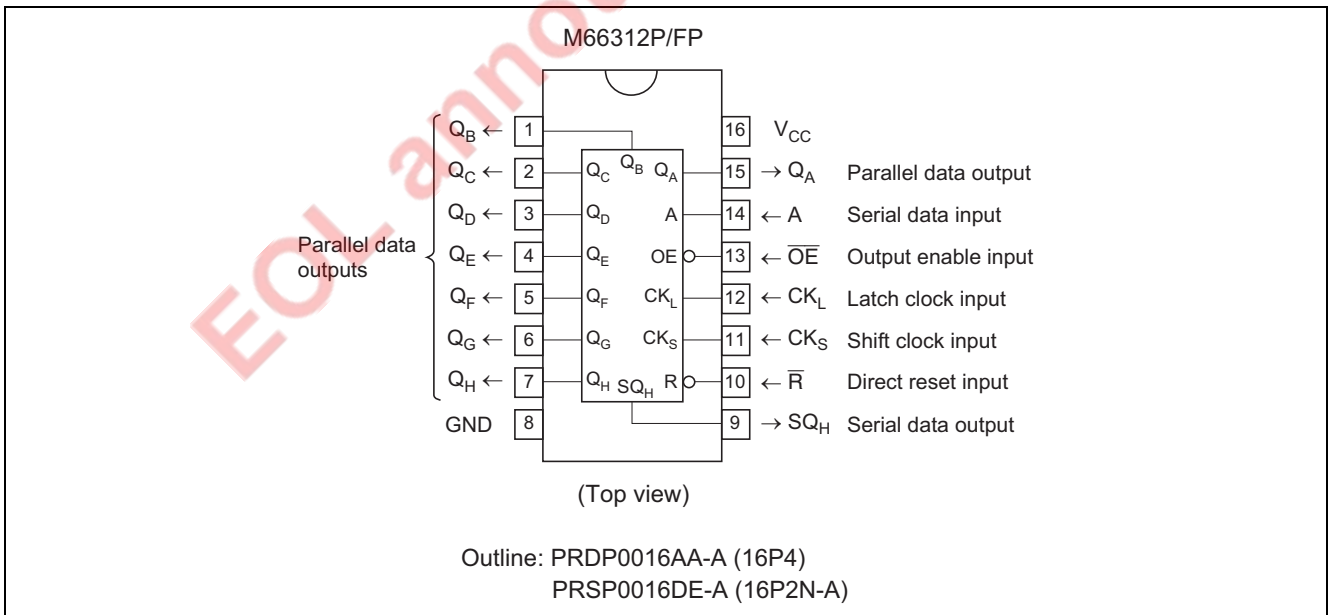 M66312P/FP
Parallel data
outputs
Q_B ← 1
Q_C ← 2
Q_D ← 3
Q_E ← 4
Q_F ← 5
Q_G ← 6
Q_H ← 7
GND 8
Q_B
Q_C
Q_D
Q_E
Q_F
Q_G
Q_H
SQ_H
Q_A
A
OE
CK_L
CK_S
R
16 V_CC
15 → Q_A Parallel data output
14 ← A Serial data input
13 ← O̅E̅ Output enable input
12 ← CK_L Latch clock input
11 ← CK_S Shift clock input
10 ← R̅ Direct reset input
9 → SQ_H Serial data output
(Top view)
Outline: PRDP0016AA-A (16P4)
PRSP0016DE-A (16P2N-A)